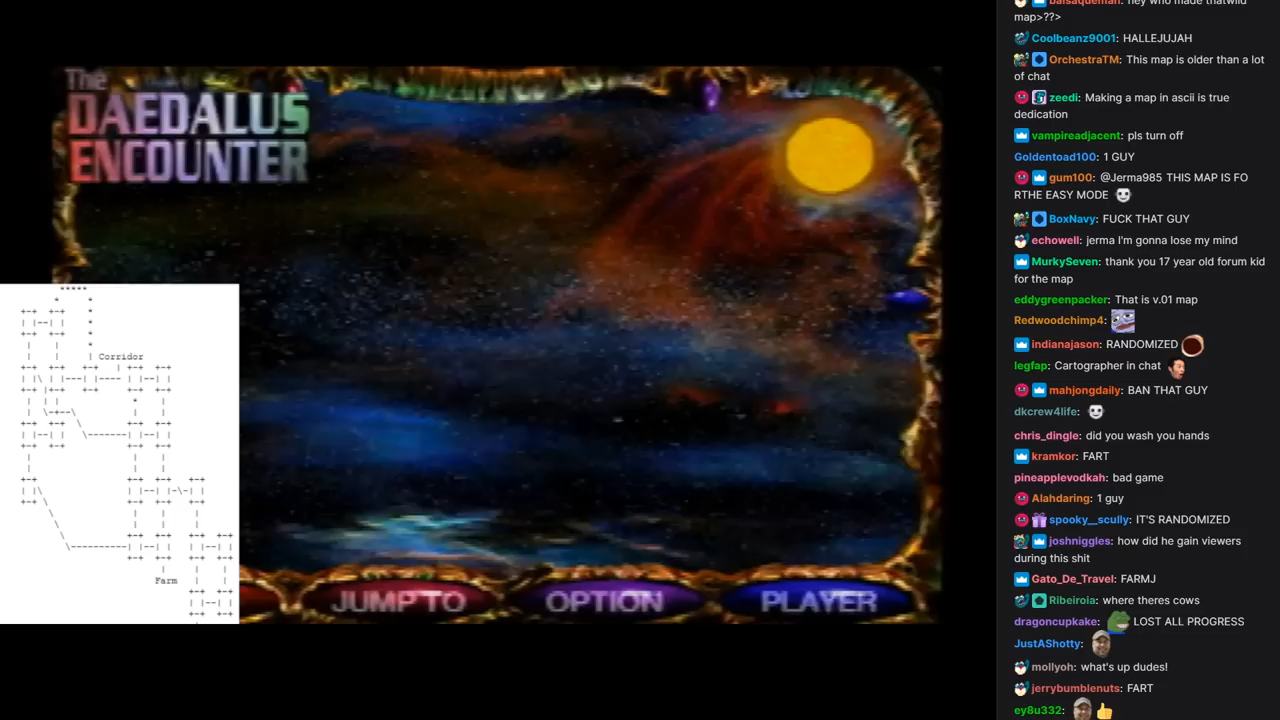 The
DAEDALUS
ENCOUNTER
Corridor
Farm
JUMP TO
OPTION
PLAYER
balsaqueman: hey who made thatwild
map>??>
Coolbeanz9001: HALLEJUJAH
OrchestraTM: This map is older than a lot
of chat
zeedi: Making a map in ascii is true
dedication
vampireadjacent: pls turn off
Goldentoad100: 1 GUY
gum100: @Jerma985 THIS MAP IS FO
RTHE EASY MODE
BoxNavy: FUCK THAT GUY
echowell: jerma I'm gonna lose my mind
MurkySeven: thank you 17 year old forum kid
for the map
eddygreenpacker: That is v.01 map
Redwoodchimp4:
indianajason: RANDOMIZED
legfap: Cartographer in chat
mahjongdaily: BAN THAT GUY
dkcrew4life:
chris_dingle: did you wash you hands
kramkor: FART
pineapplevodkah: bad game
Alahdaring: 1 guy
spooky__scully: IT'S RANDOMIZED
joshniggles: how did he gain viewers
during this shit
Gato_De_Travel: FARMJ
Ribeiroia: where theres cows
dragoncupkake: LOST ALL PROGRESS
JustAShotty:
mollyoh: what's up dudes!
jerrybumblenuts: FART
ey8u332: